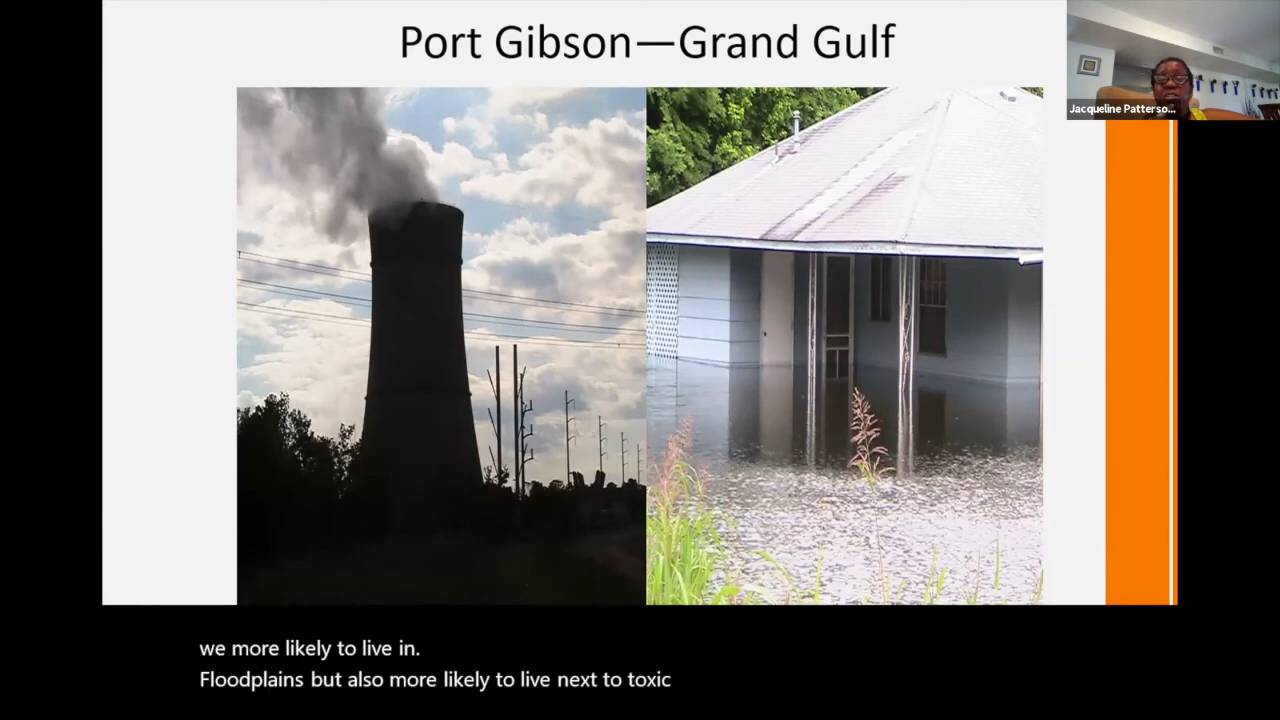 Port Gibson—Grand Gulf
Jacqueline Patterso...
we more likely to live in.
Floodplains but also more likely to live next to toxic